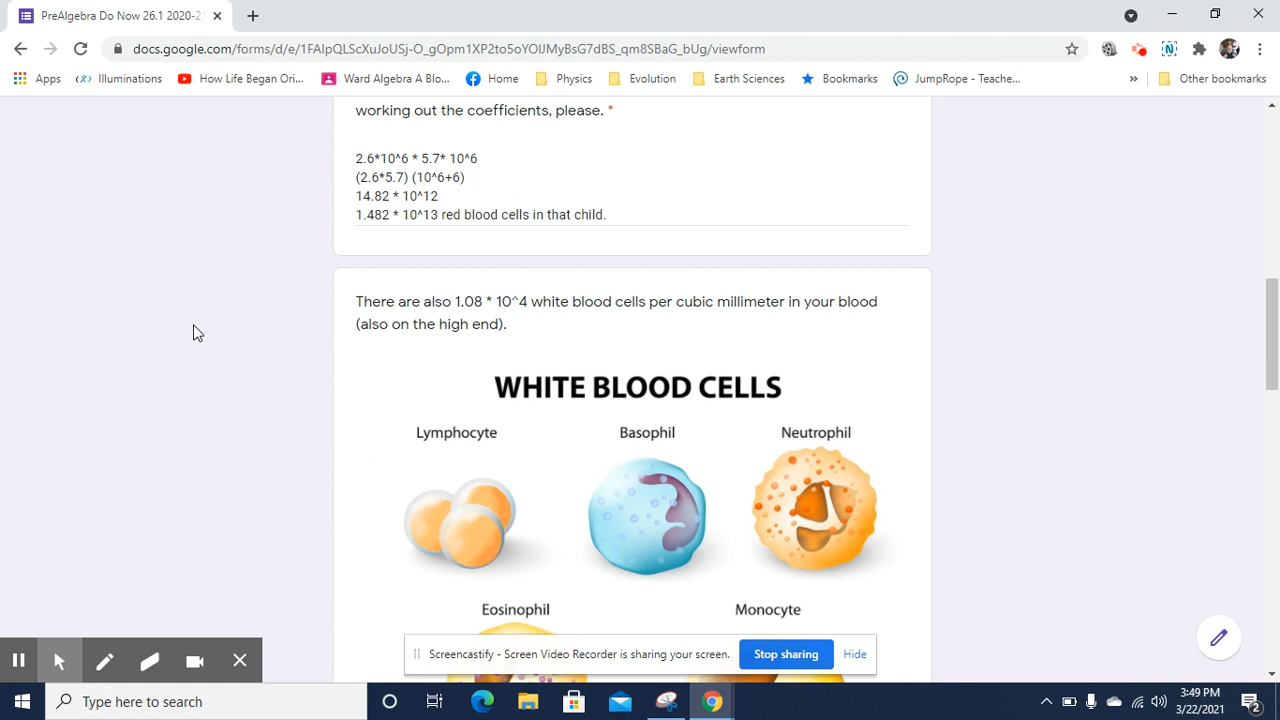 PreAlgebra Do Now 26.1 2020-2
docs.google.com/forms/d/e/1FAIpQLScXuJoUSj-O_gOpm1XP2to5oYOIJMyBsG7dBS_qm8SBaG_bUg/viewform
Apps Illuminations How Life Began Ori... Ward Algebra A Blo... Home Physics Evolution Earth Sciences Bookmarks JumpRope - Teache... » Other bookmarks
working out the coefficients, please. *
2.6*10^6 * 5.7* 10^6
(2.6*5.7) (10^6+6)
14.82 * 10^12
1.482 * 10^13 red blood cells in that child.
There are also 1.08 * 10^4 white blood cells per cubic millimeter in your blood
(also on the high end).
WHITE BLOOD CELLS
Lymphocyte Basophil Neutrophil
Eosinophil Monocyte
Screencastify - Screen Video Recorder is sharing your screen. Stop sharing Hide
Type here to search
3:49 PM
3/22/2021
2